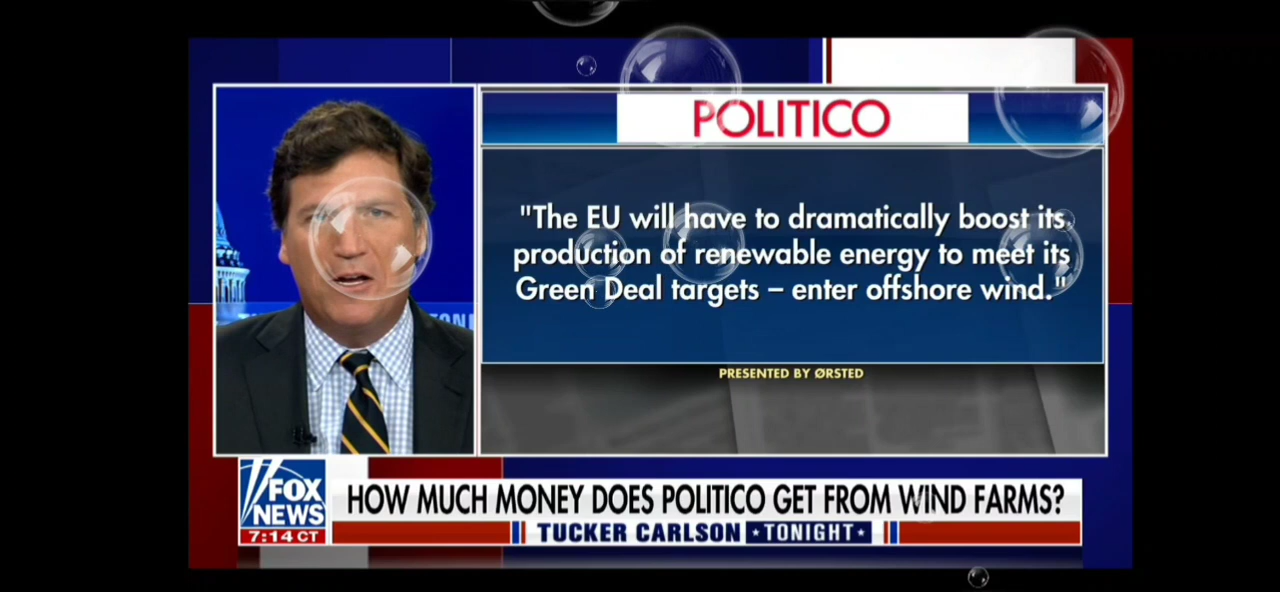 POLITICO
"The EU will have to dramatically boost its
production of renewable energy to meet its
Green Deal targets – enter offshore wind."
PRESENTED BY ØRSTED
FOX
NEWS
7:14 CT
HOW MUCH MONEY DOES POLITICO GET FROM WIND FARMS?
TUCKER CARLSON TONIGHT